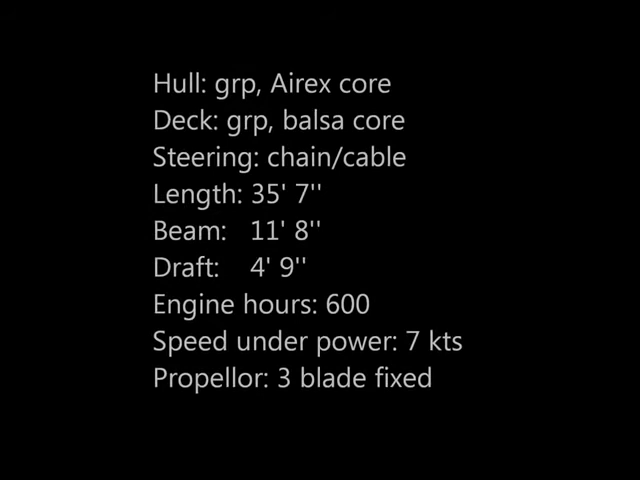 Hull: grp, Airex core
Deck: grp, balsa core
Steering: chain/cable
Length: 35' 7''
Beam: 11' 8''
Draft: 4' 9''
Engine hours: 600
Speed under power: 7 kts
Propellor: 3 blade fixed